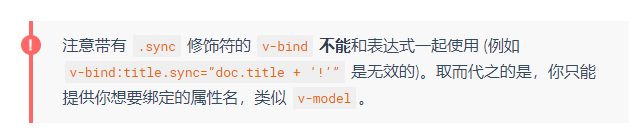 !
注意带有 .sync 修饰符的 v-bind 不能和表达式一起使用 (例如
v-bind:title.sync="doc.title + ‘!’” 是无效的)。取而代之的是，你只能
提供你想要绑定的属性名，类似 v-model 。